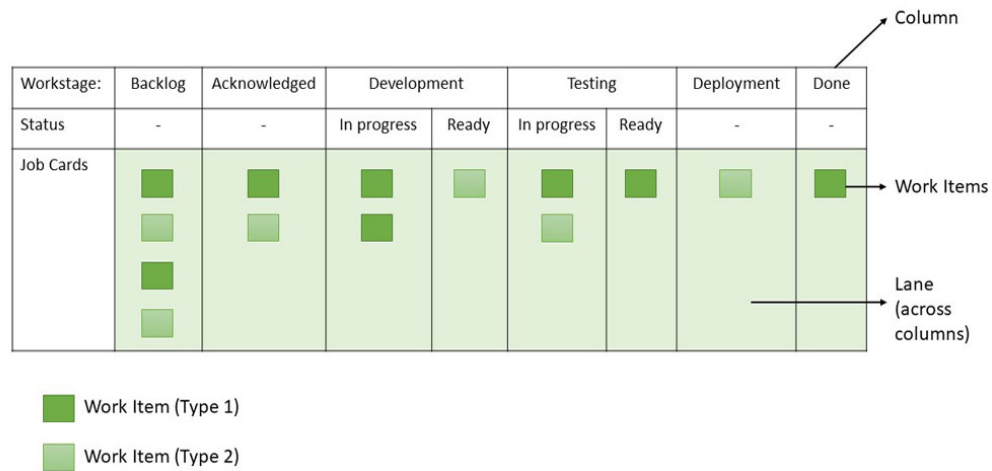 Column
Workstage: Backlog Acknowledged Development Testing Deployment Done
Status - - In progress Ready In progress Ready - -
Job Cards
Work Items
Lane
(across
columns)
Work Item (Type 1)
Work Item (Type 2)